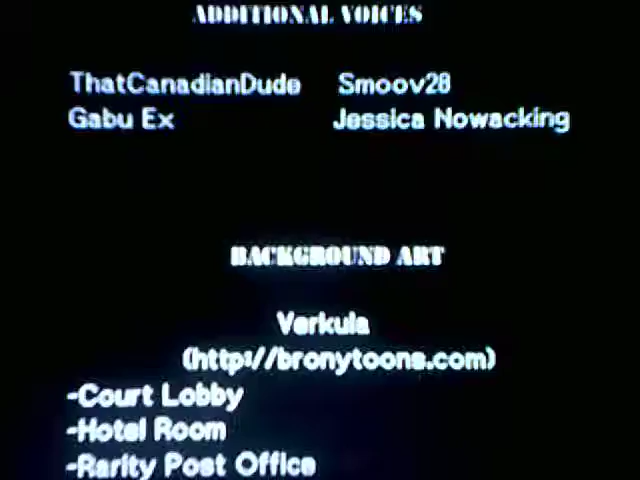 ADDITIONAL VOICES
ThatCanadianDude Smoov28
Gabu Ex Jessica Nowacking
BACKGROUND ART
Verkula
(http://bronytoons.com)
-Court Lobby
-Hotel Room
-Rarity Post Office